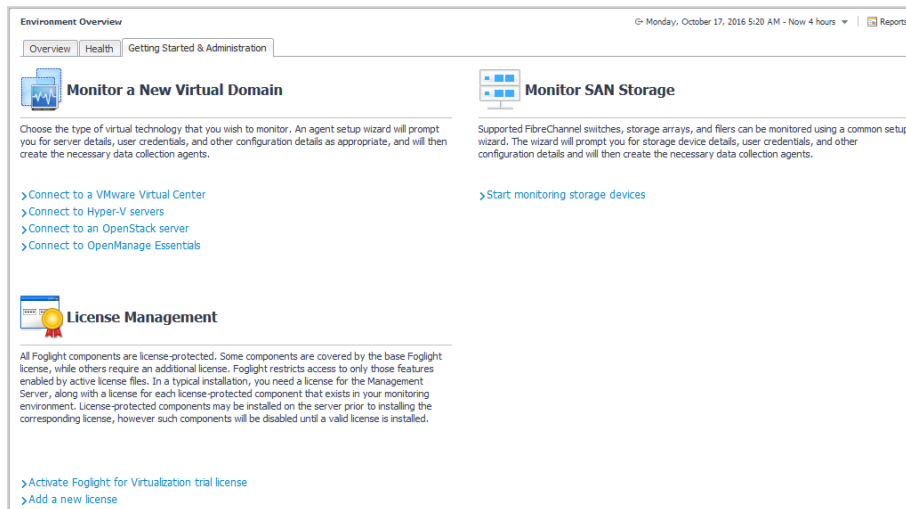 Environment Overview
Monday, October 17, 2016 5:20 AM - Now 4 hours
Reports
Overview
Health
Getting Started & Administration
Monitor a New Virtual Domain
Choose the type of virtual technology that you wish to monitor. An agent setup wizard will prompt
you for server details, user credentials, and other configuration details as appropriate, and will then
create the necessary data collection agents.
Connect to a VMware Virtual Center
Connect to Hyper-V servers
Connect to an OpenStack server
Connect to OpenManage Essentials
Monitor SAN Storage
Supported FibreChannel switches, storage arrays, and filers can be monitored using a common setup
wizard. The wizard will prompt you for storage device details, user credentials, and other
configuration details and will then create the necessary data collection agents.
Start monitoring storage devices
License Management
All Foglight components are license-protected. Some components are covered by the base Foglight
license, while others require an additional license. Foglight restricts access to only those features
enabled by active license files. In a typical installation, you need a license for the Management
Server, along with a license for each license-protected component that exists in your monitoring
environment. License-protected components may be installed on the server prior to installing the
corresponding license, however such components will be disabled until a valid license is installed.
Activate Foglight for Virtualization trial license
Add a new license